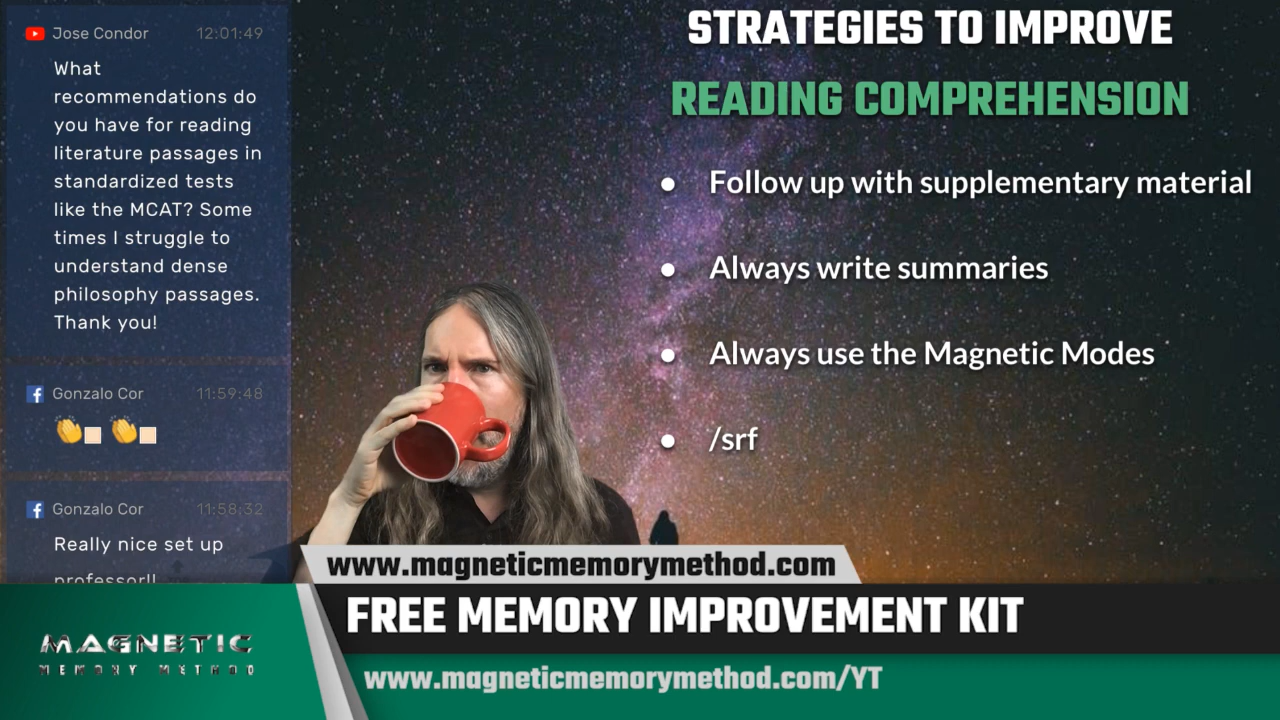 Jose Condor 12:01:49
What
recommendations do
you have for reading
literature passages in
standardized tests
like the MCAT? Some
times I struggle to
understand dense
philosophy passages.
Thank you!
Gonzalo Cor 11:59:48
Gonzalo Cor 11:58:32
Really nice set up
professor!!
STRATEGIES TO IMPROVE
READING COMPREHENSION
• Follow up with supplementary material
• Always write summaries
• Always use the Magnetic Modes
• /srf
www.magneticmemorymethod.com
FREE MEMORY IMPROVEMENT KIT
www.magneticmemorymethod.com/YT
MAGNETIC
MEMORY METHOD